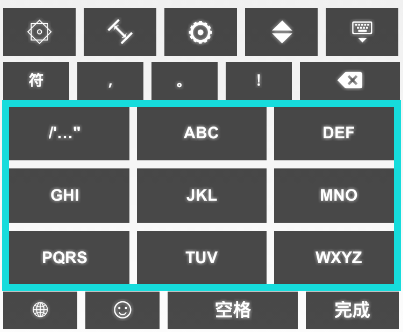 符 , 。 !
/'..." ABC DEF
GHI JKL MNO
PQRS TUV WXYZ
空格 完成